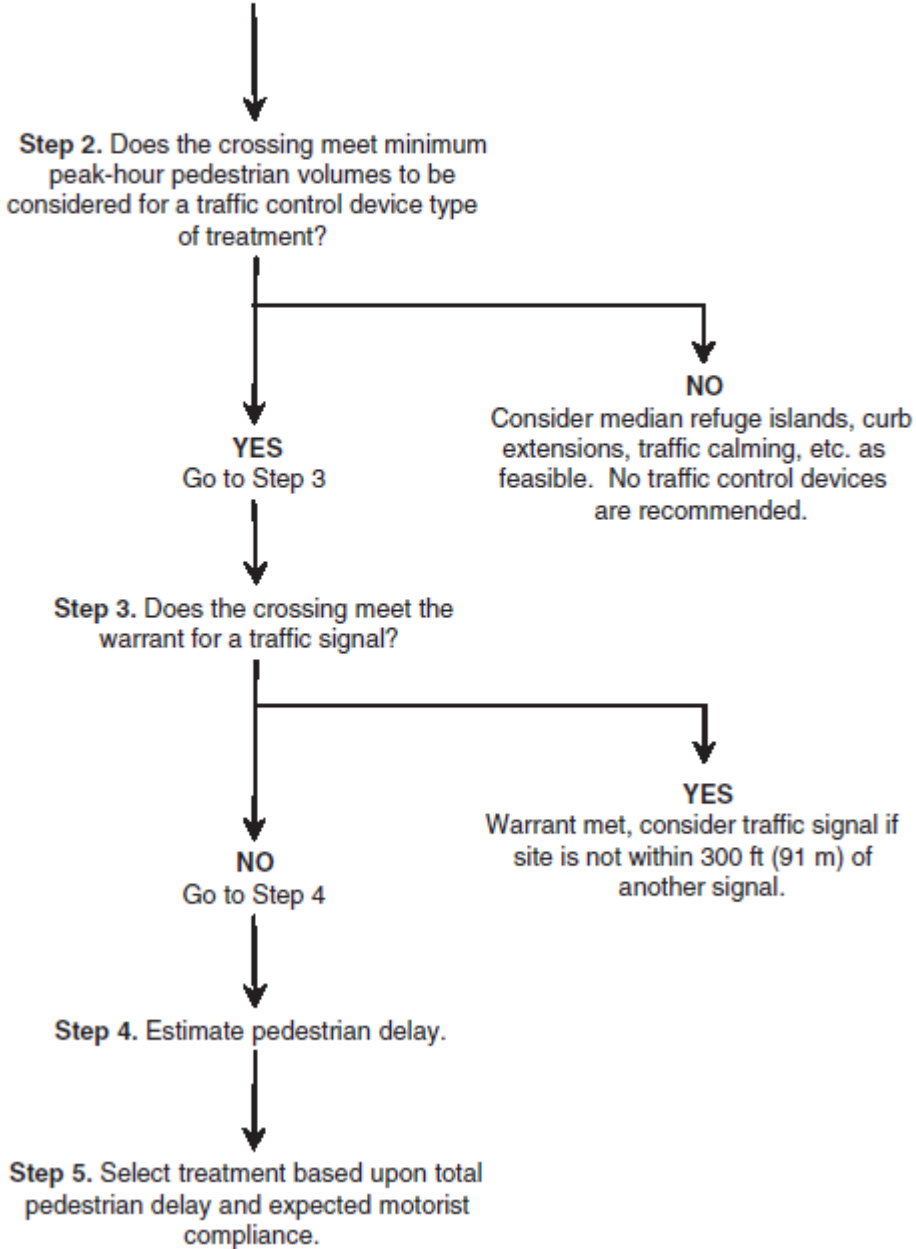 Step 2. Does the crossing meet minimum
peak-hour pedestrian volumes to be
considered for a traffic control device type
of treatment?
NO
Consider median refuge islands, curb
extensions, traffic calming, etc. as
feasible. No traffic control devices
are recommended.
YES
Go to Step 3
Step 3. Does the crossing meet the
warrant for a traffic signal?
YES
Warrant met, consider traffic signal if
site is not within 300 ft (91 m) of
another signal.
NO
Go to Step 4
Step 4. Estimate pedestrian delay.
Step 5. Select treatment based upon total
pedestrian delay and expected motorist
compliance.